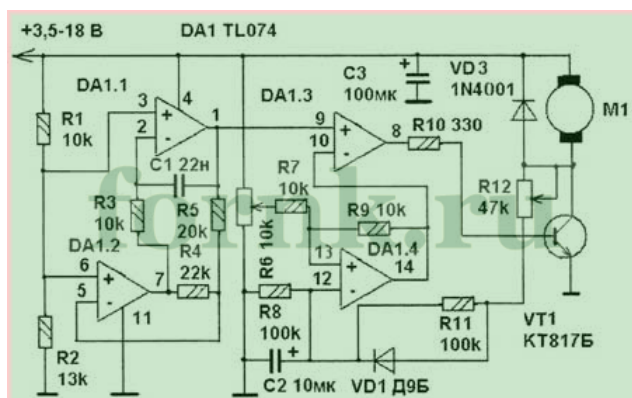 +3,5-18 В
DA1 TL074
DA1.1
4
3
+
2
-
1
R1
10k
C1 22н
R3
10k
R5
20k
DA1.2
6
+
5
-
7
R4
22k
11
R2
13k
DA1.3
9
+
10
-
8
R10 330
C3
100мк
+
VD3
1N4001
M1
R7
10k
R6 10k
R9 10k
DA1.4
13
+
12
-
14
R12
47k
R8
100k
C2 10мк
+
R11
100k
VD1 Д9Б
VT1
КТ817Б
fornk.ru